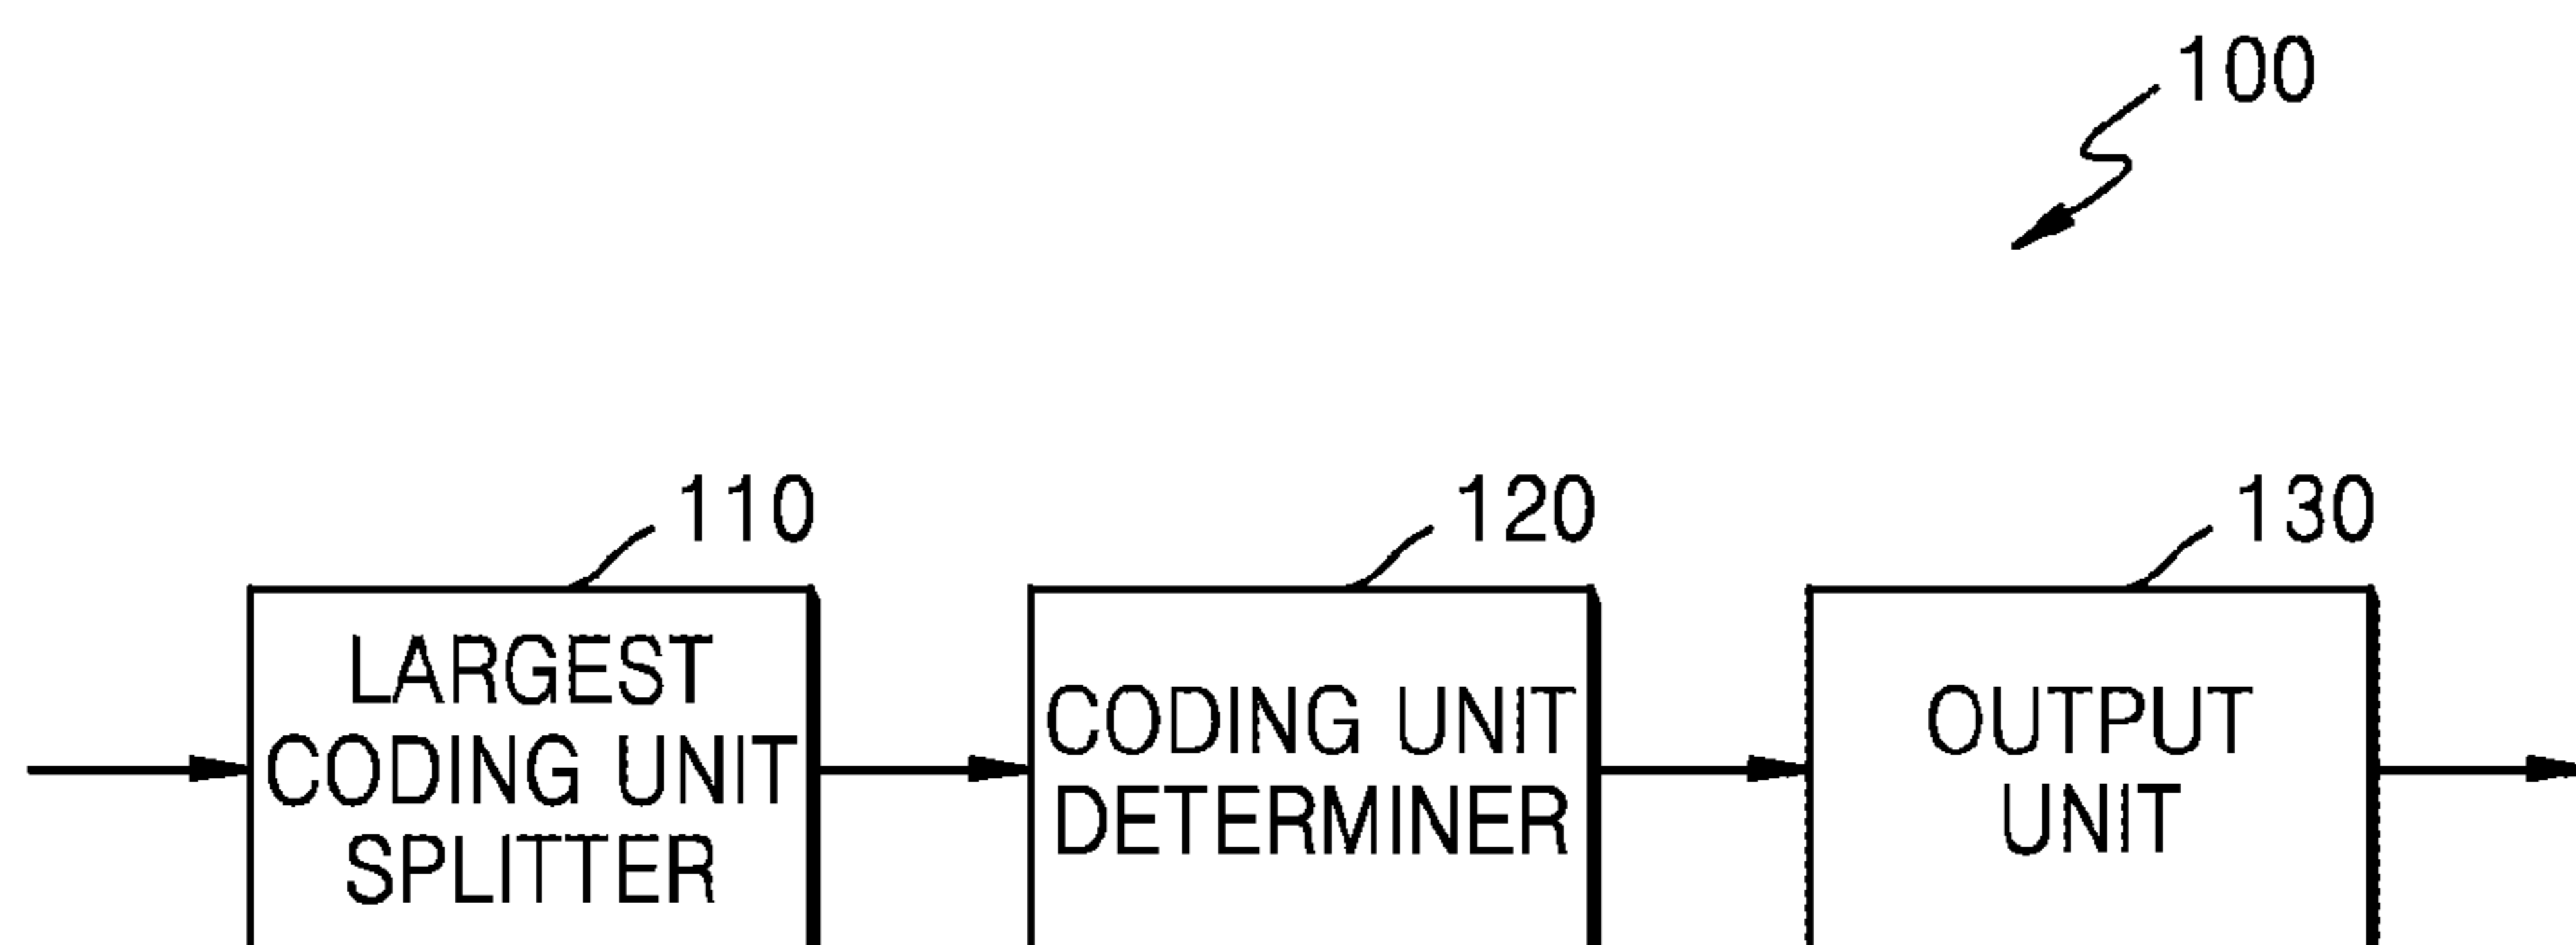 100
110
120
130
LARGEST
CODING UNIT
SPLITTER
CODING UNIT
DETERMINER
OUTPUT
UNIT